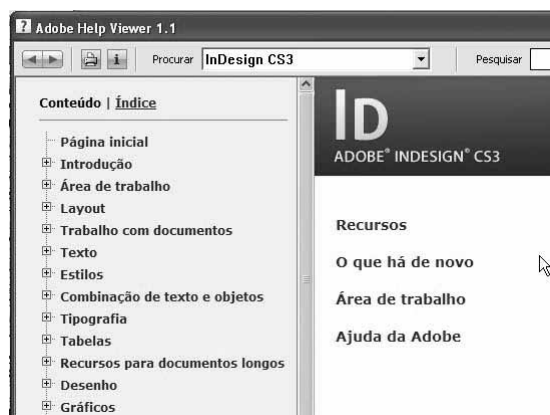 Adobe Help Viewer 1.1
Procurar InDesign CS3 Pesquisar
Conteúdo | Índice
Página inicial
Introdução
Área de trabalho
Layout
Trabalho com documentos
Texto
Estilos
Combinação de texto e objetos
Tipografia
Tabelas
Recursos para documentos longos
Desenho
Gráficos
ID
ADOBE® INDESIGN® CS3
Recursos
O que há de novo
Área de trabalho
Ajuda da Adobe